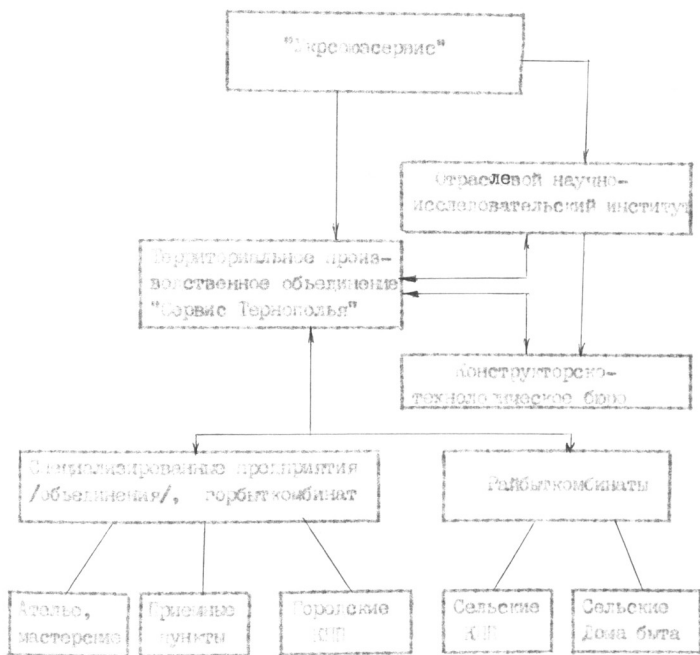 "Укрсоюзсервис"
Отраслевой научно-
исследовательский институт
Территориальное произ-
водственное объединение
"Сервис Тернополья"
Конструкторско-
технологическое бюро
Специализированные предприятия
/объединения/, горбыткомбинат
Райбыткомбинаты
Ателье,
мастерские
Приемные
пункты
Городские
КПП
Сельские
КПП
Сельские
Дома быта